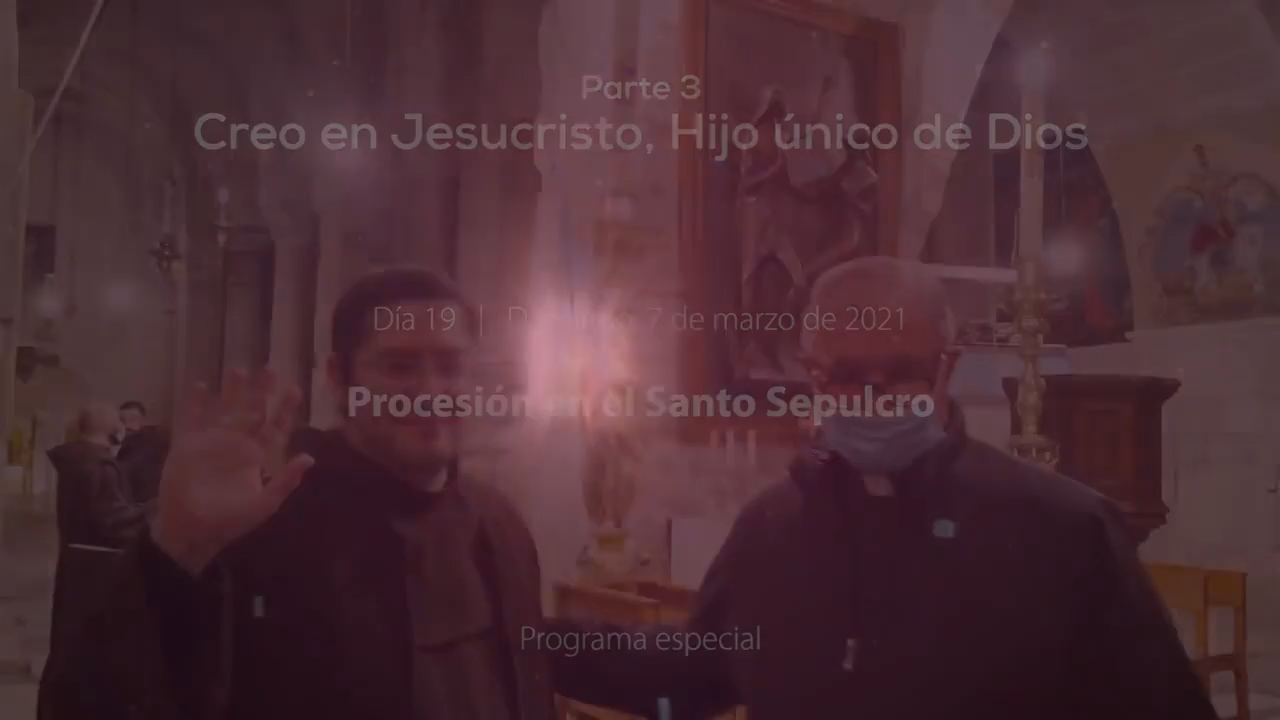 Parte 3
Creo en Jesucristo, Hijo único de Dios
Día 19 | 7 de marzo de 2021
Procesión en el Santo Sepulcro
Programa especial